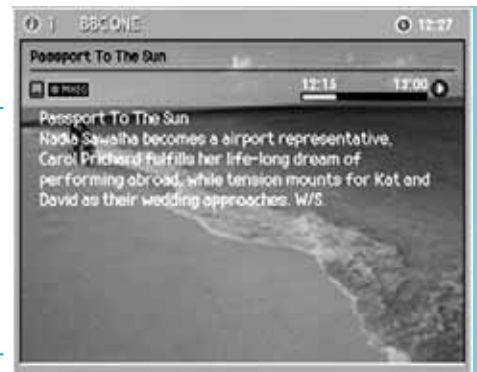 1 BBC ONE 12:27
Passport To The Sun
12:15 13:00
Passport To The Sun
Nadia Sawalha becomes a airport representative,
Carol Prichard fulfills her life-long dream of
performing abroad, while tension mounts for Kat and
David as their wedding approaches. W/S.